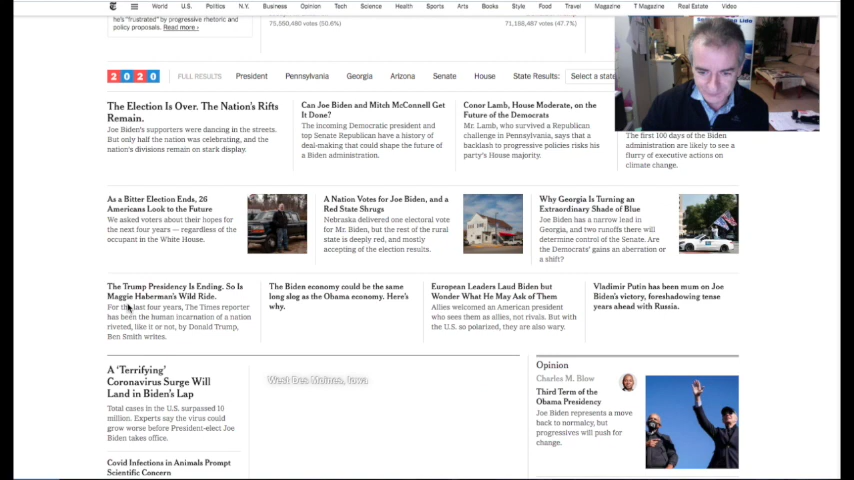 World U.S. Politics N.Y. Business Opinion Tech Science Health Sports Arts Books Style Food Travel Magazine T Magazine Real Estate Video
he's "frustrated" by
progressive rhetoric and
policy proposals. Read more ›
75,550,480 votes (50.6%)
71,168,487 votes (47.7%)
2020 FULL RESULTS President Pennsylvania Georgia Arizona Senate House State Results: Select a state
The Election Is Over. The Nation's Rifts
Remain.
Joe Biden's supporters were dancing in the streets.
But only half the nation was celebrating, and the
nation's divisions remain on stark display.
Can Joe Biden and Mitch McConnell Get
It Done?
The incoming Democratic president and
top Senate Republican have a history of
deal-making that could shape the future of
a Biden administration.
Conor Lamb, House Moderate, on the
Future of the Democrats
Mr. Lamb, who survived a Republican
challenge in Pennsylvania, says that a
backlash to progressive policies risks his
party's House majority.
The first 100 days of the Biden
administration are likely to see a
flurry of executive actions on
climate change.
As a Bitter Election Ends, 26
Americans Look to the Future
We asked voters about their hopes for
the next four years — regardless of the
occupant in the White House.
A Nation Votes for Joe Biden, and a
Red State Shrugs
Nebraska delivered one electoral vote
for Mr. Biden, but the rest of the rural
state is deeply red, and mostly
accepting of the election results.
Why Georgia Is Turning an
Extraordinary Shade of Blue
Joe Biden has a narrow lead in
Georgia, and two runoffs there will
determine control of the Senate. Are
the Democrats' gains an aberration or
a shift?
The Trump Presidency Is Ending. So Is
Maggie Haberman's Wild Ride.
For the last four years, The Times reporter
has been the human incarnation of a nation
riveted, like it or not, by Donald Trump,
Ben Smith writes.
The Biden economy could be the same
long slog as the Obama economy. Here's
why.
European Leaders Laud Biden but
Wonder What He May Ask of Them
Allies welcomed an American president
who sees them as allies, not rivals. But with
the U.S. so polarized, they are also wary.
Vladimir Putin has been mum on Joe
Biden's victory, foreshadowing tense
years ahead with Russia.
A 'Terrifying'
Coronavirus Surge Will
Land in Biden's Lap
Total cases in the U.S. surpassed 10
million. Experts say the virus could
grow worse before President-elect Joe
Biden takes office.
Covid Infections in Animals Prompt
Scientific Concern
West Des Moines, Iowa
Opinion
Charles M. Blow
Third Term of the
Obama Presidency
Joe Biden represents a move
back to normalcy, but
progressives will push for
change.